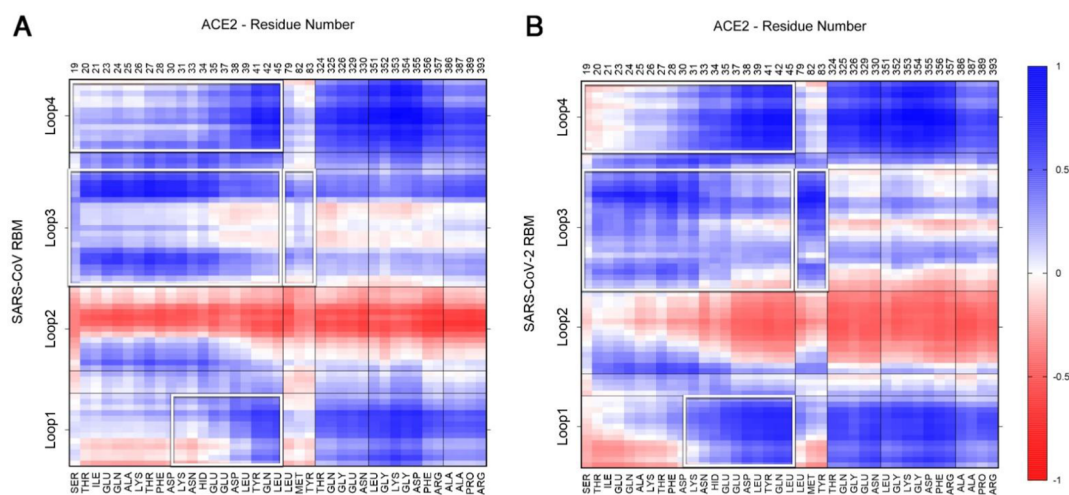 A
ACE2 - Residue Number
19 20 21 23 24 25 26 27 28 30 31 33 34 35 37 38 41 42 45 79 82 83 324 325 326 329 330 351 352 353 354 355 356 357 386 387 389 393
SARS-CoV RBM
Loop4
Loop3
Loop2
Loop1
SER THR ILE GLU GLN ALA LYS THR PHE ASP LYS ASN HID GLU GLU ASP LEU TYR GLN LEU LEU MET TYR THR GLN GLY GLU ASN LEU GLY LYS GLY ASP PHE ARG ALA ALA PRO ARG
B
ACE2 - Residue Number
19 20 21 23 24 25 26 27 28 30 31 34 35 37 38 41 42 45 79 82 83 324 325 326 329 330 351 352 353 354 355 356 357 386 387 389 393
SARS-CoV-2 RBM
Loop4
Loop3
Loop2
Loop1
SER THR ILE GLU GLN ALA LYS THR PHE ASP LYS ASN HID GLU ASP LEU TYR GLN LEU LEU MET TYR THR GLN GLY GLU ASN LEU GLY LYS GLY ASP PHE ARG ALA ALA PRO ARG
1
0.5
0
-0.5
-1